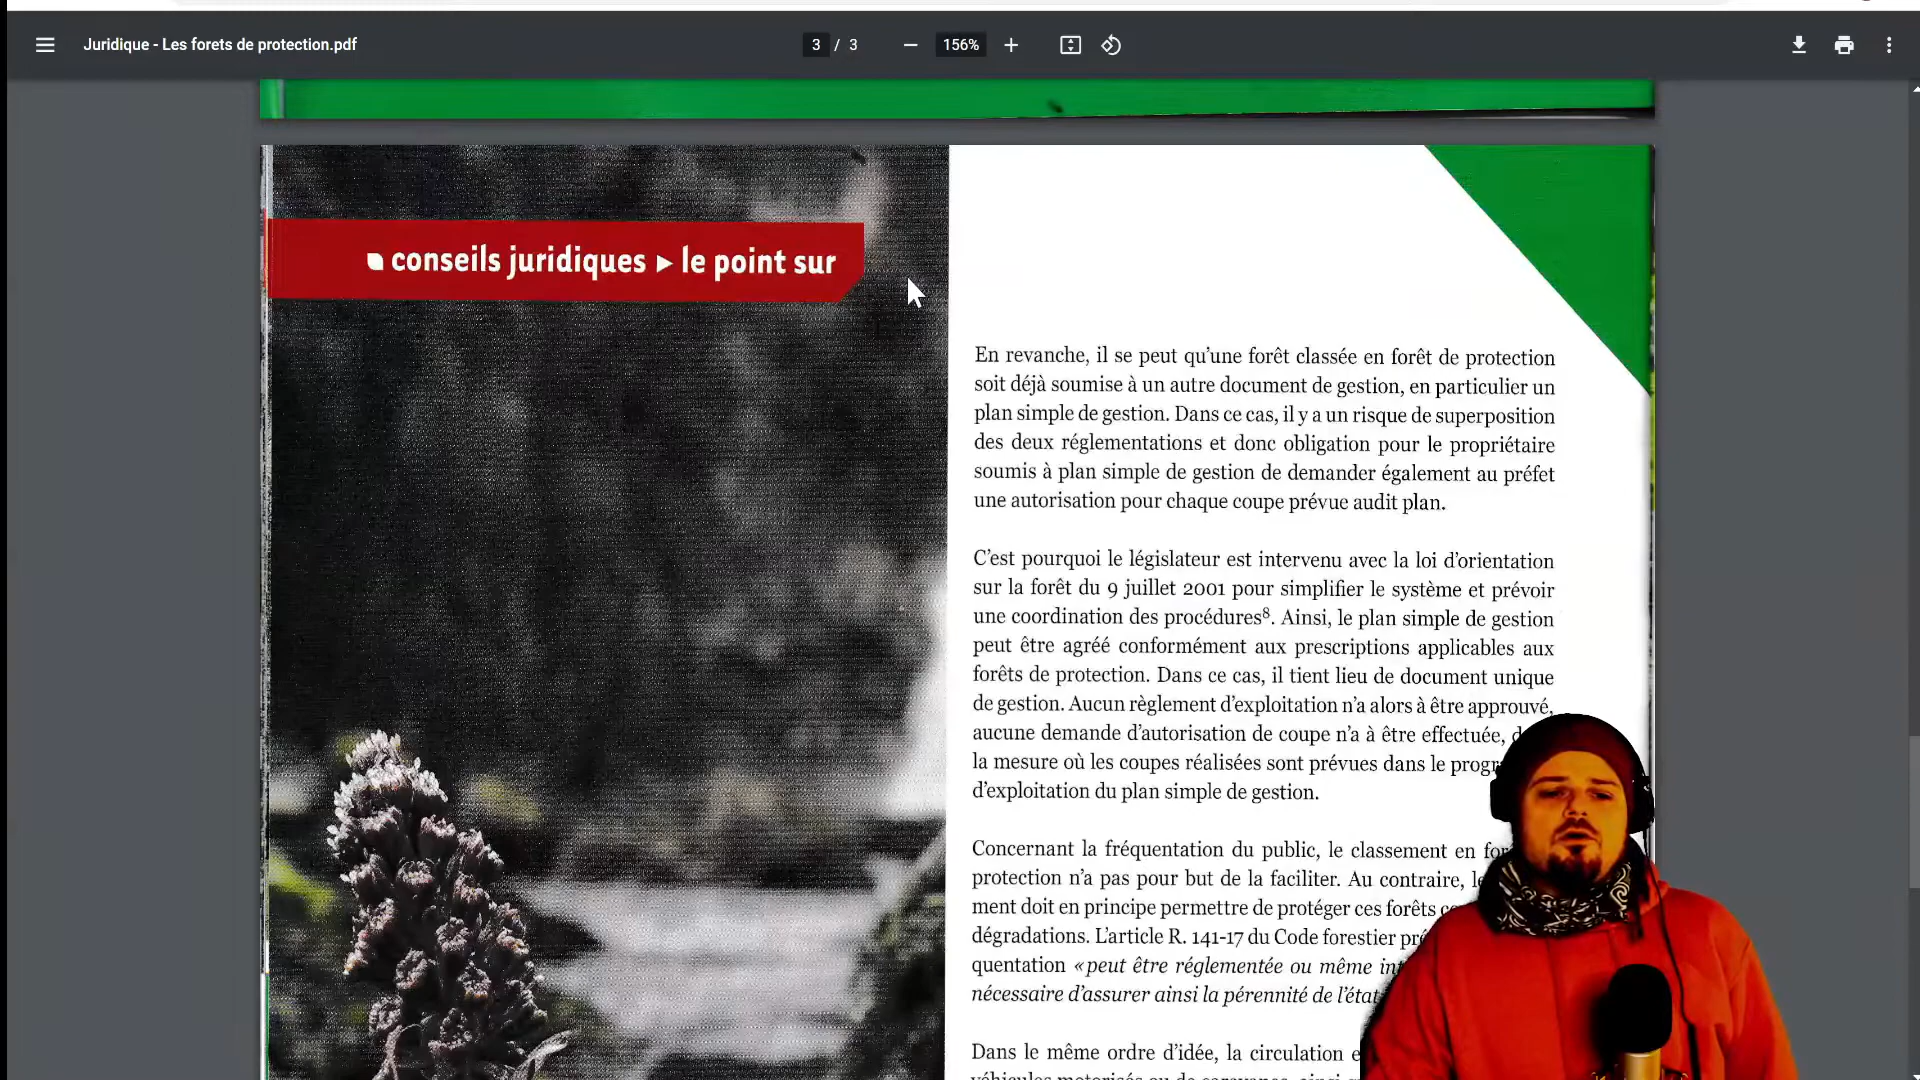 Juridique - Les forets de protection.pdf
3 / 3
156%
conseils juridiques ▸ le point sur
En revanche, il se peut qu'une forêt classée en forêt de protection
soit déjà soumise à un autre document de gestion, en particulier un
plan simple de gestion. Dans ce cas, il y a un risque de superposition
des deux réglementations et donc obligation pour le propriétaire
soumis à plan simple de gestion de demander également au préfet
une autorisation pour chaque coupe prévue audit plan.
C'est pourquoi le législateur est intervenu avec la loi d'orientation
sur la forêt du 9 juillet 2001 pour simplifier le système et prévoir
une coordination des procédures⁸. Ainsi, le plan simple de gestion
peut être agréé conformément aux prescriptions applicables aux
forêts de protection. Dans ce cas, il tient lieu de document unique
de gestion. Aucun règlement d'exploitation n'a alors à être approuvé,
aucune demande d'autorisation de coupe n'a à être effectuée,
la mesure où les coupes réalisées sont prévues dans le
d'exploitation du plan simple de gestion.
Concernant la fréquentation du public, le classement en
protection n'a pas pour but de la faciliter. Au contraire,
ment doit en principe permettre de protéger ces forêts
dégradations. L'article R. 141-17 du Code forestier
quentation «peut être réglementée ou même
nécessaire d'assurer ainsi la pérennité de
Dans le même ordre d'idée, la circulation